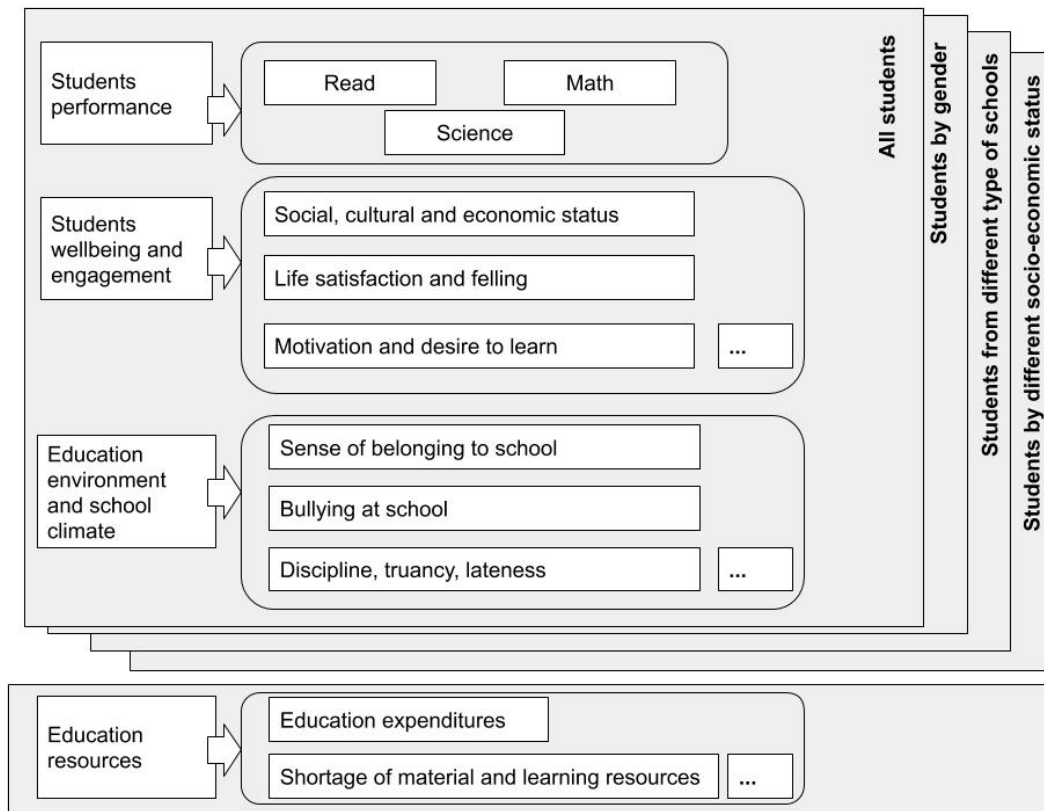 Students
performance
Read
Math
Science
Students
wellbeing and
engagement
Social, cultural and economic status
Life satisfaction and felling
Motivation and desire to learn
...
Education
environment
and school
climate
Sense of belonging to school
Bullying at school
Discipline, truancy, lateness
...
All students
Students by gender
Students from different type of schools
Students by different socio-economic status
Education
resources
Education expenditures
Shortage of material and learning resources
...